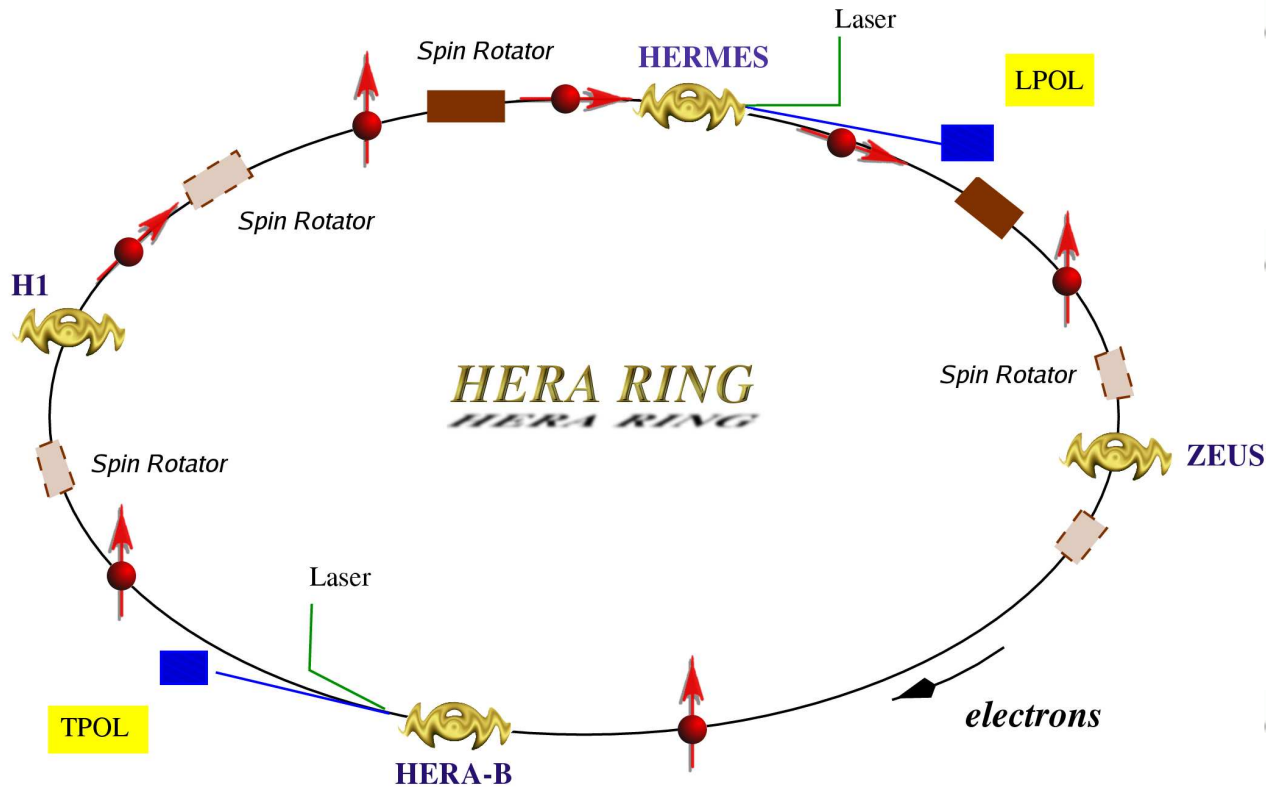 Laser
Spin Rotator
HERMES
LPOL
Spin Rotator
H1
HERA RING
HERA RING
Spin Rotator
ZEUS
Spin Rotator
Laser
TPOL
electrons
HERA-B